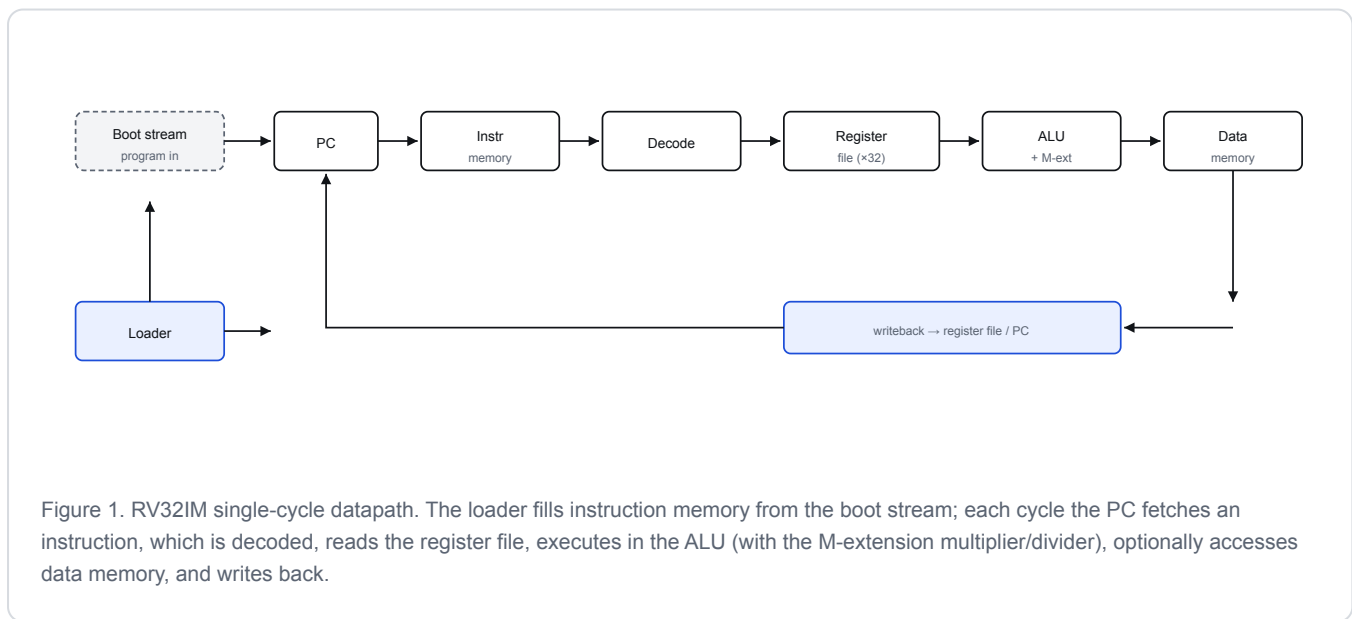 Boot stream
program in
PC
Instr
memory
Decode
Register
file (×32)
ALU
+ M-ext
Data
memory
Loader
writeback → register file / PC
Figure 1. RV32IM single-cycle datapath. The loader fills instruction memory from the boot stream; each cycle the PC fetches an
instruction, which is decoded, reads the register file, executes in the ALU (with the M-extension multiplier/divider), optionally accesses
data memory, and writes back.